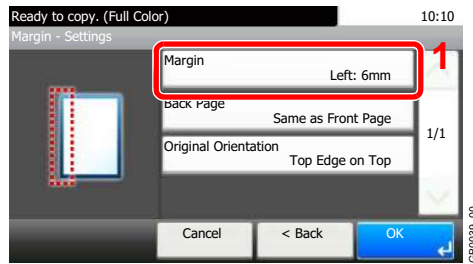 Ready to copy. (Full Color) 10:10
Margin - Settings
1
Margin
Left: 6mm
Back Page
Same as Front Page
1/1
Original Orientation
Top Edge on Top
Cancel < Back OK
GB0039_00